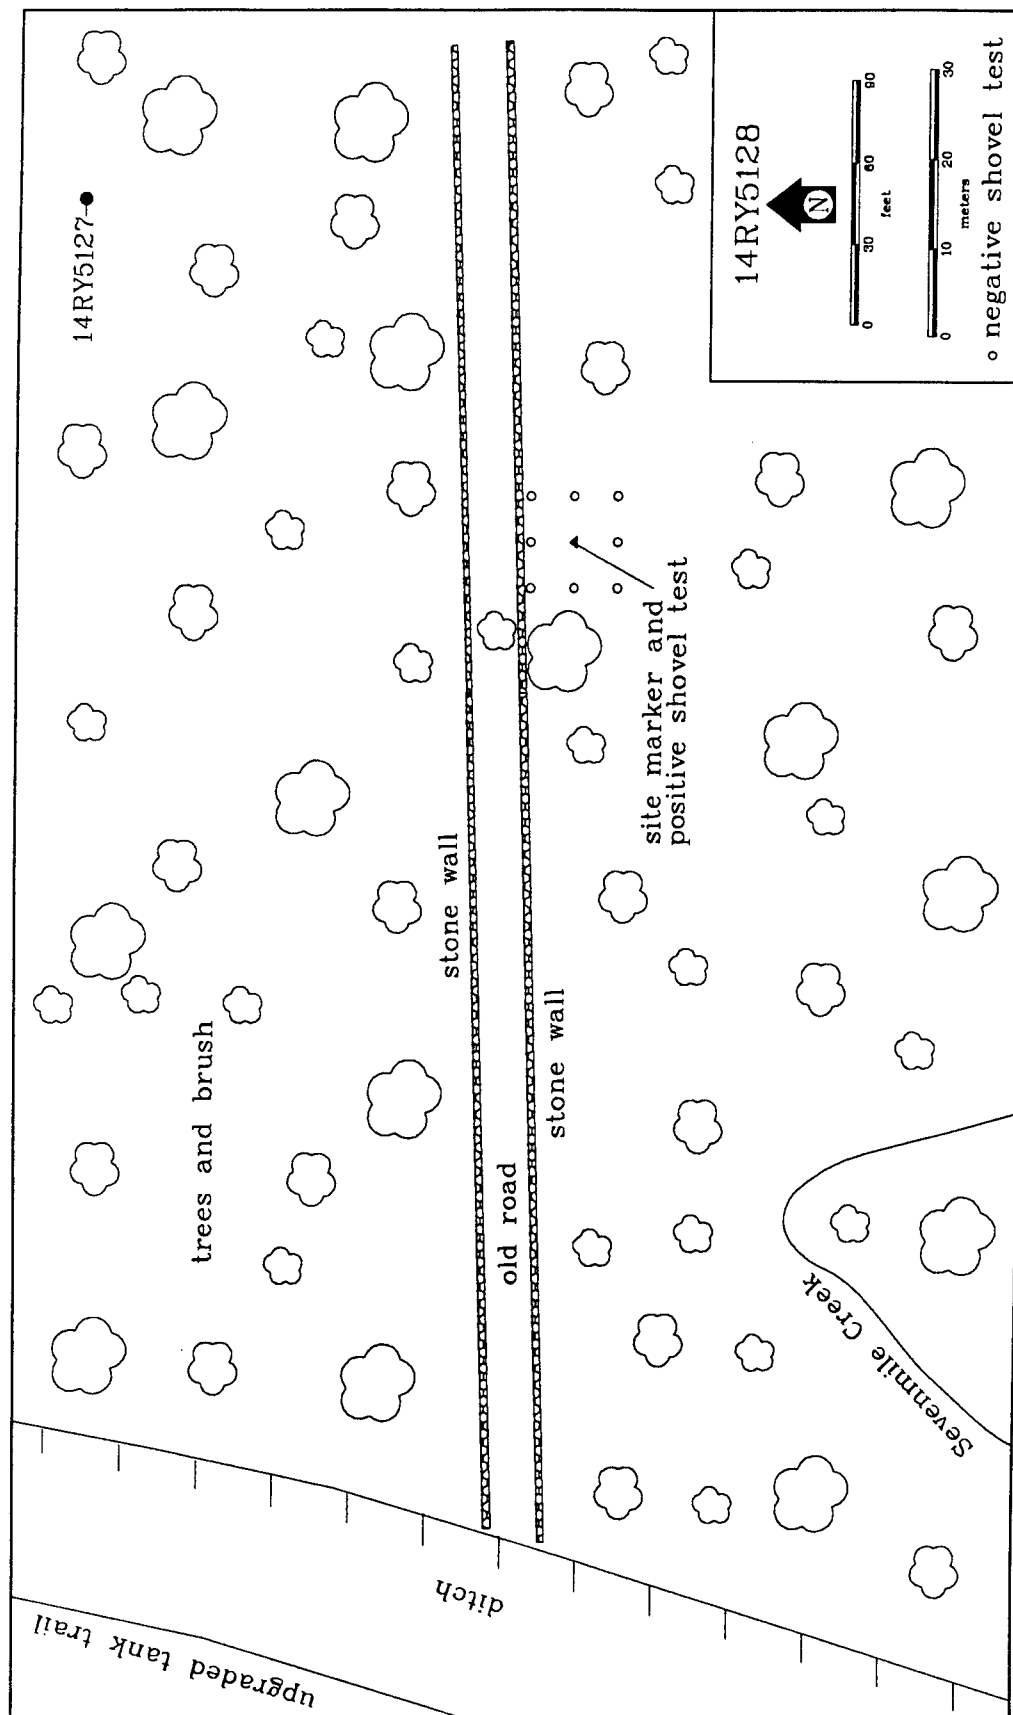 14RY5127
trees and brush
stone wall
old road
stone wall
site marker and
positive shovel test
Sevenmile Creek
ditch
upgraded tank trail
14RY5128
N
0 30 60 90
feet
0 10 20 30
meters
negative shovel test